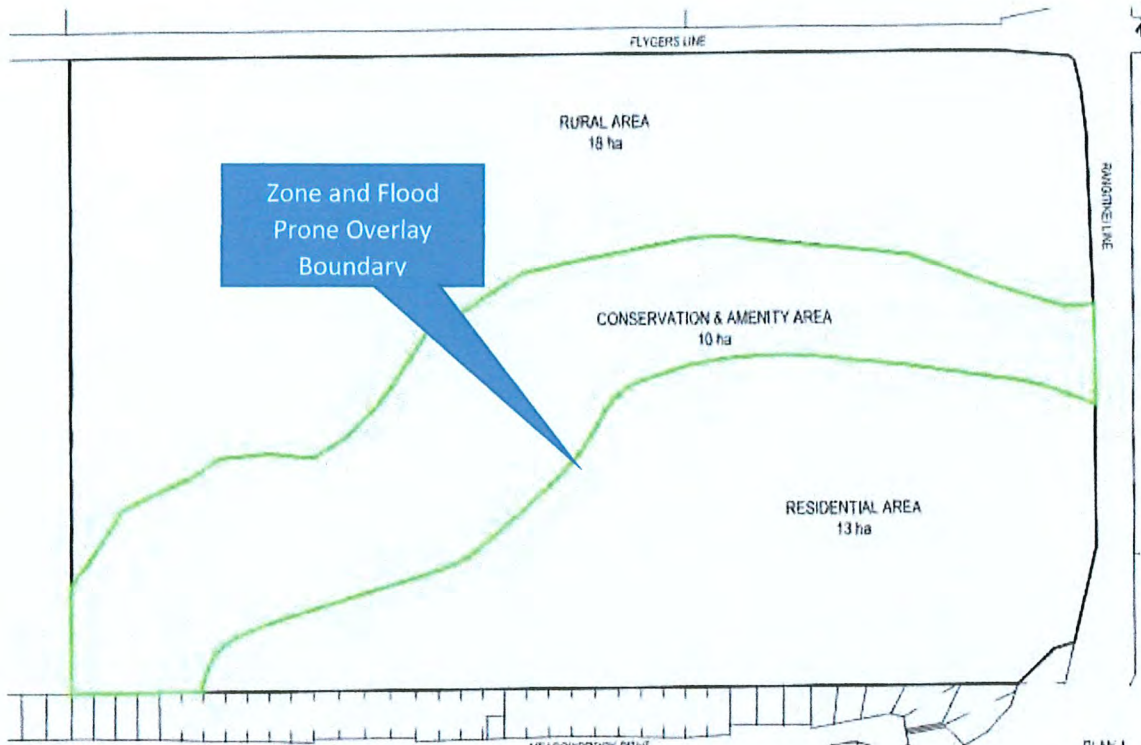 FLYGERS LINE
RURAL AREA
18 ha
Zone and Flood
Prone Overlay
Boundary
RANGITIKEI LINE
CONSERVATION & AMENITY AREA
10 ha
RESIDENTIAL AREA
13 ha